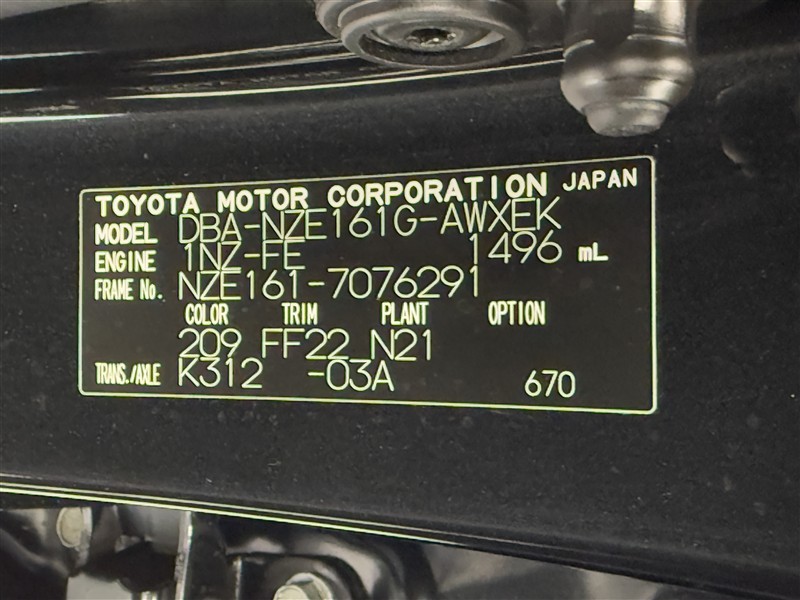 TOYOTA MOTOR CORPORATION JAPAN
MODEL DBA-NZE161G-AWXEK
ENGINE 1NZ-FE 1496 mL
FRAME No. NZE161-7076291
COLOR TRIM PLANT OPTION
209 FF22 N21
TRANS./AXLE K312 -03A 670